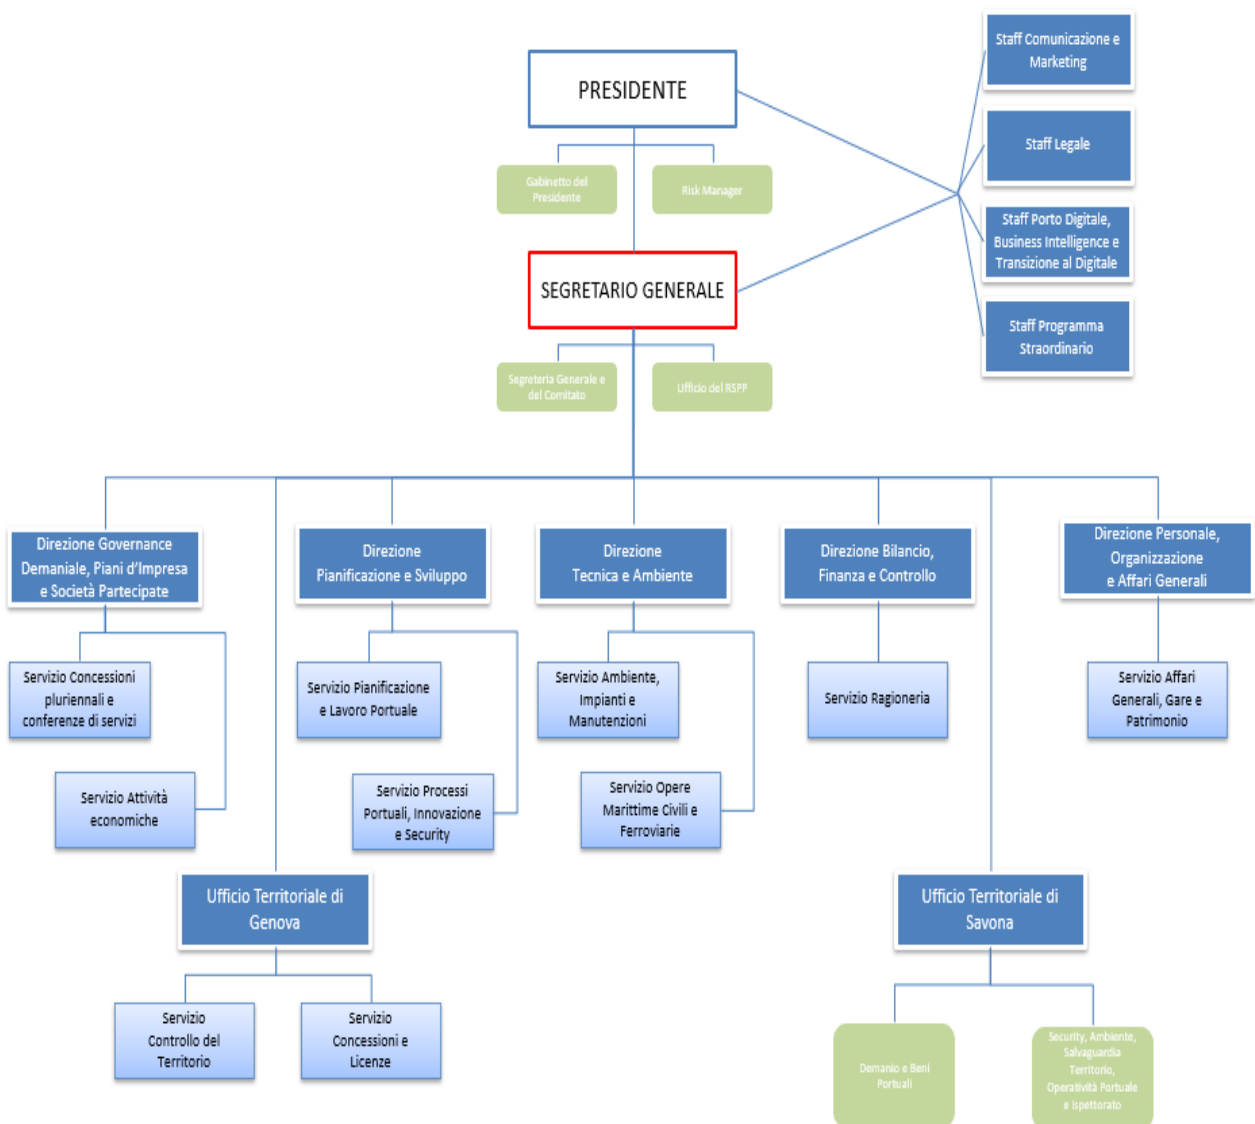 Staff Comunicazione e
Marketing
PRESIDENTE
Staff Legale
Gabinetto del
Presidente
Risk Manager
Staff Porto Digitale,
Business Intelligence e
Transizione al Digitale
SEGRETARIO GENERALE
Staff Programma
Straordinario
Segreteria Generale e
del Comitato
Ufficio del RSPP
Direzione Governance
Demaniale, Piani d'Impresa
e Società Partecipate
Direzione
Pianificazione e Sviluppo
Direzione
Tecnica e Ambiente
Direzione Bilancio,
Finanza e Controllo
Direzione Personale,
Organizzazione
e Affari Generali
Servizio Concessioni
pluriennali e
conferenze di servizi
Servizio Pianificazione
e Lavoro Portuale
Servizio Ambiente,
Impianti e
Manutenzioni
Servizio Ragioneria
Servizio Affari
Generali, Gare e
Patrimonio
Servizio Attività
economiche
Servizio Processi
Portuali, Innovazione
e Security
Servizio Opere
Marittime Civili e
Ferroviarie
Ufficio Territoriale di
Genova
Ufficio Territoriale di
Savona
Servizio
Controllo del
Territorio
Servizio
Concessioni e
Licenze
Demanio e Beni
Portuali
Security, Ambiente,
Salvaguardia
Territorio,
Operatività Portuale
e Ispettorato